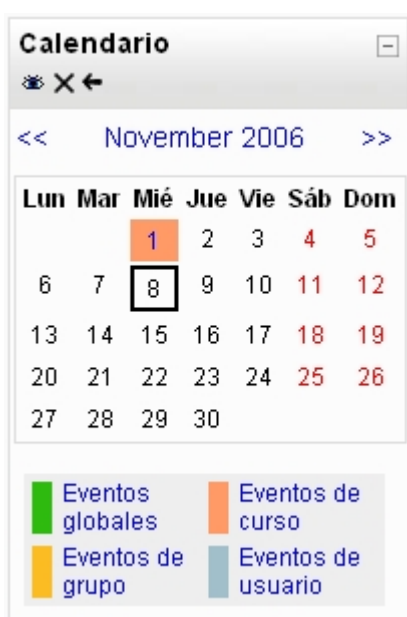 Calendario
<< November 2006 >>
Lun Mar Mié Jue Vie Sáb Dom
1 2 3 4 5
6 7 8 9 10 11 12
13 14 15 16 17 18 19
20 21 22 23 24 25 26
27 28 29 30
Eventos globales
Eventos de curso
Eventos de grupo
Eventos de usuario